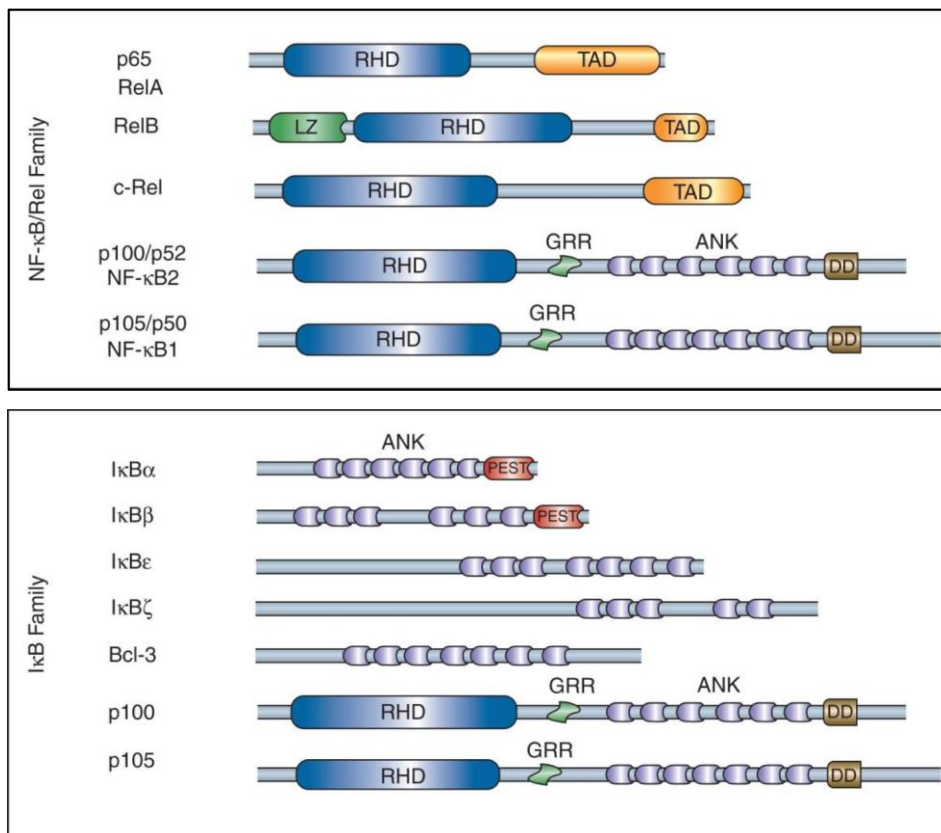 NF-κB/Rel Family
p65
RelA
RHD
TAD
RelB
LZ
RHD
TAD
c-Rel
RHD
TAD
p100/p52
NF-κB2
RHD
GRR
ANK
DD
p105/p50
NF-κB1
RHD
GRR
DD
IκB Family
ANK
IκBα
PEST
IκBβ
PEST
IκBε
IκBζ
Bcl-3
p100
RHD
GRR
ANK
DD
p105
RHD
GRR
DD